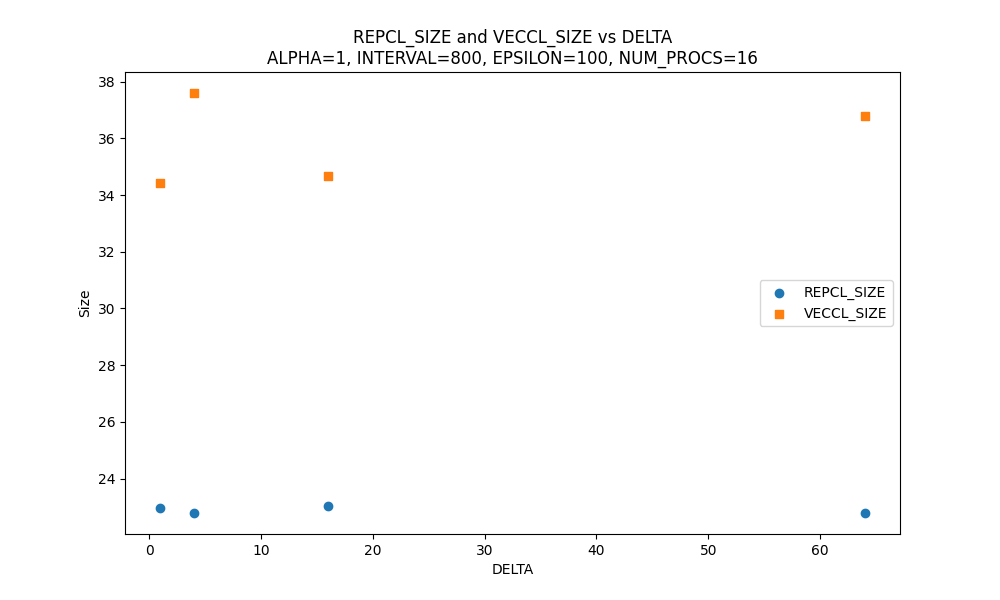 REPCL_SIZE and VECCL_SIZE vs DELTA
ALPHA=1, INTERVAL=800, EPSILON=100, NUM_PROCS=16
38
36
34
32
30
28
26
24
Size
REPCL_SIZE
VECCL_SIZE
0 10 20 30 40 50 60
DELTA